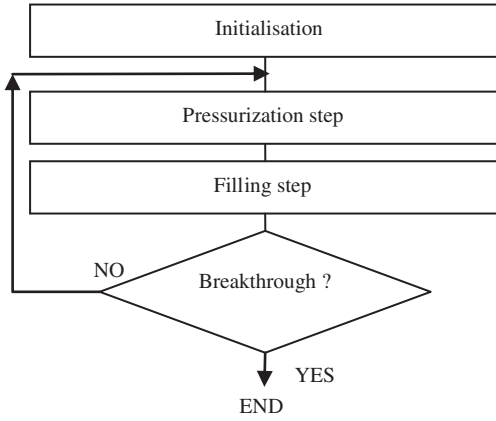 Initialisation
Pressurization step
Filling step
NO
Breakthrough ?
YES
END